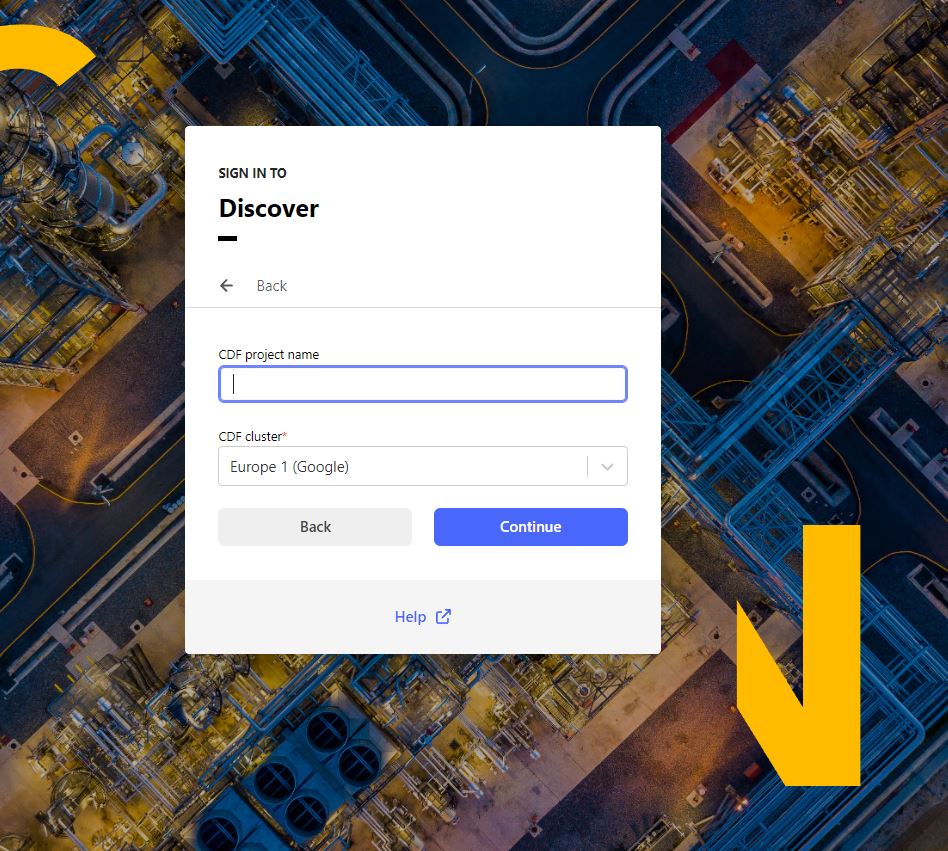 SIGN IN TO
Discover
Back
CDF project name
CDF cluster*
Europe 1 (Google)
Back
Continue
Help